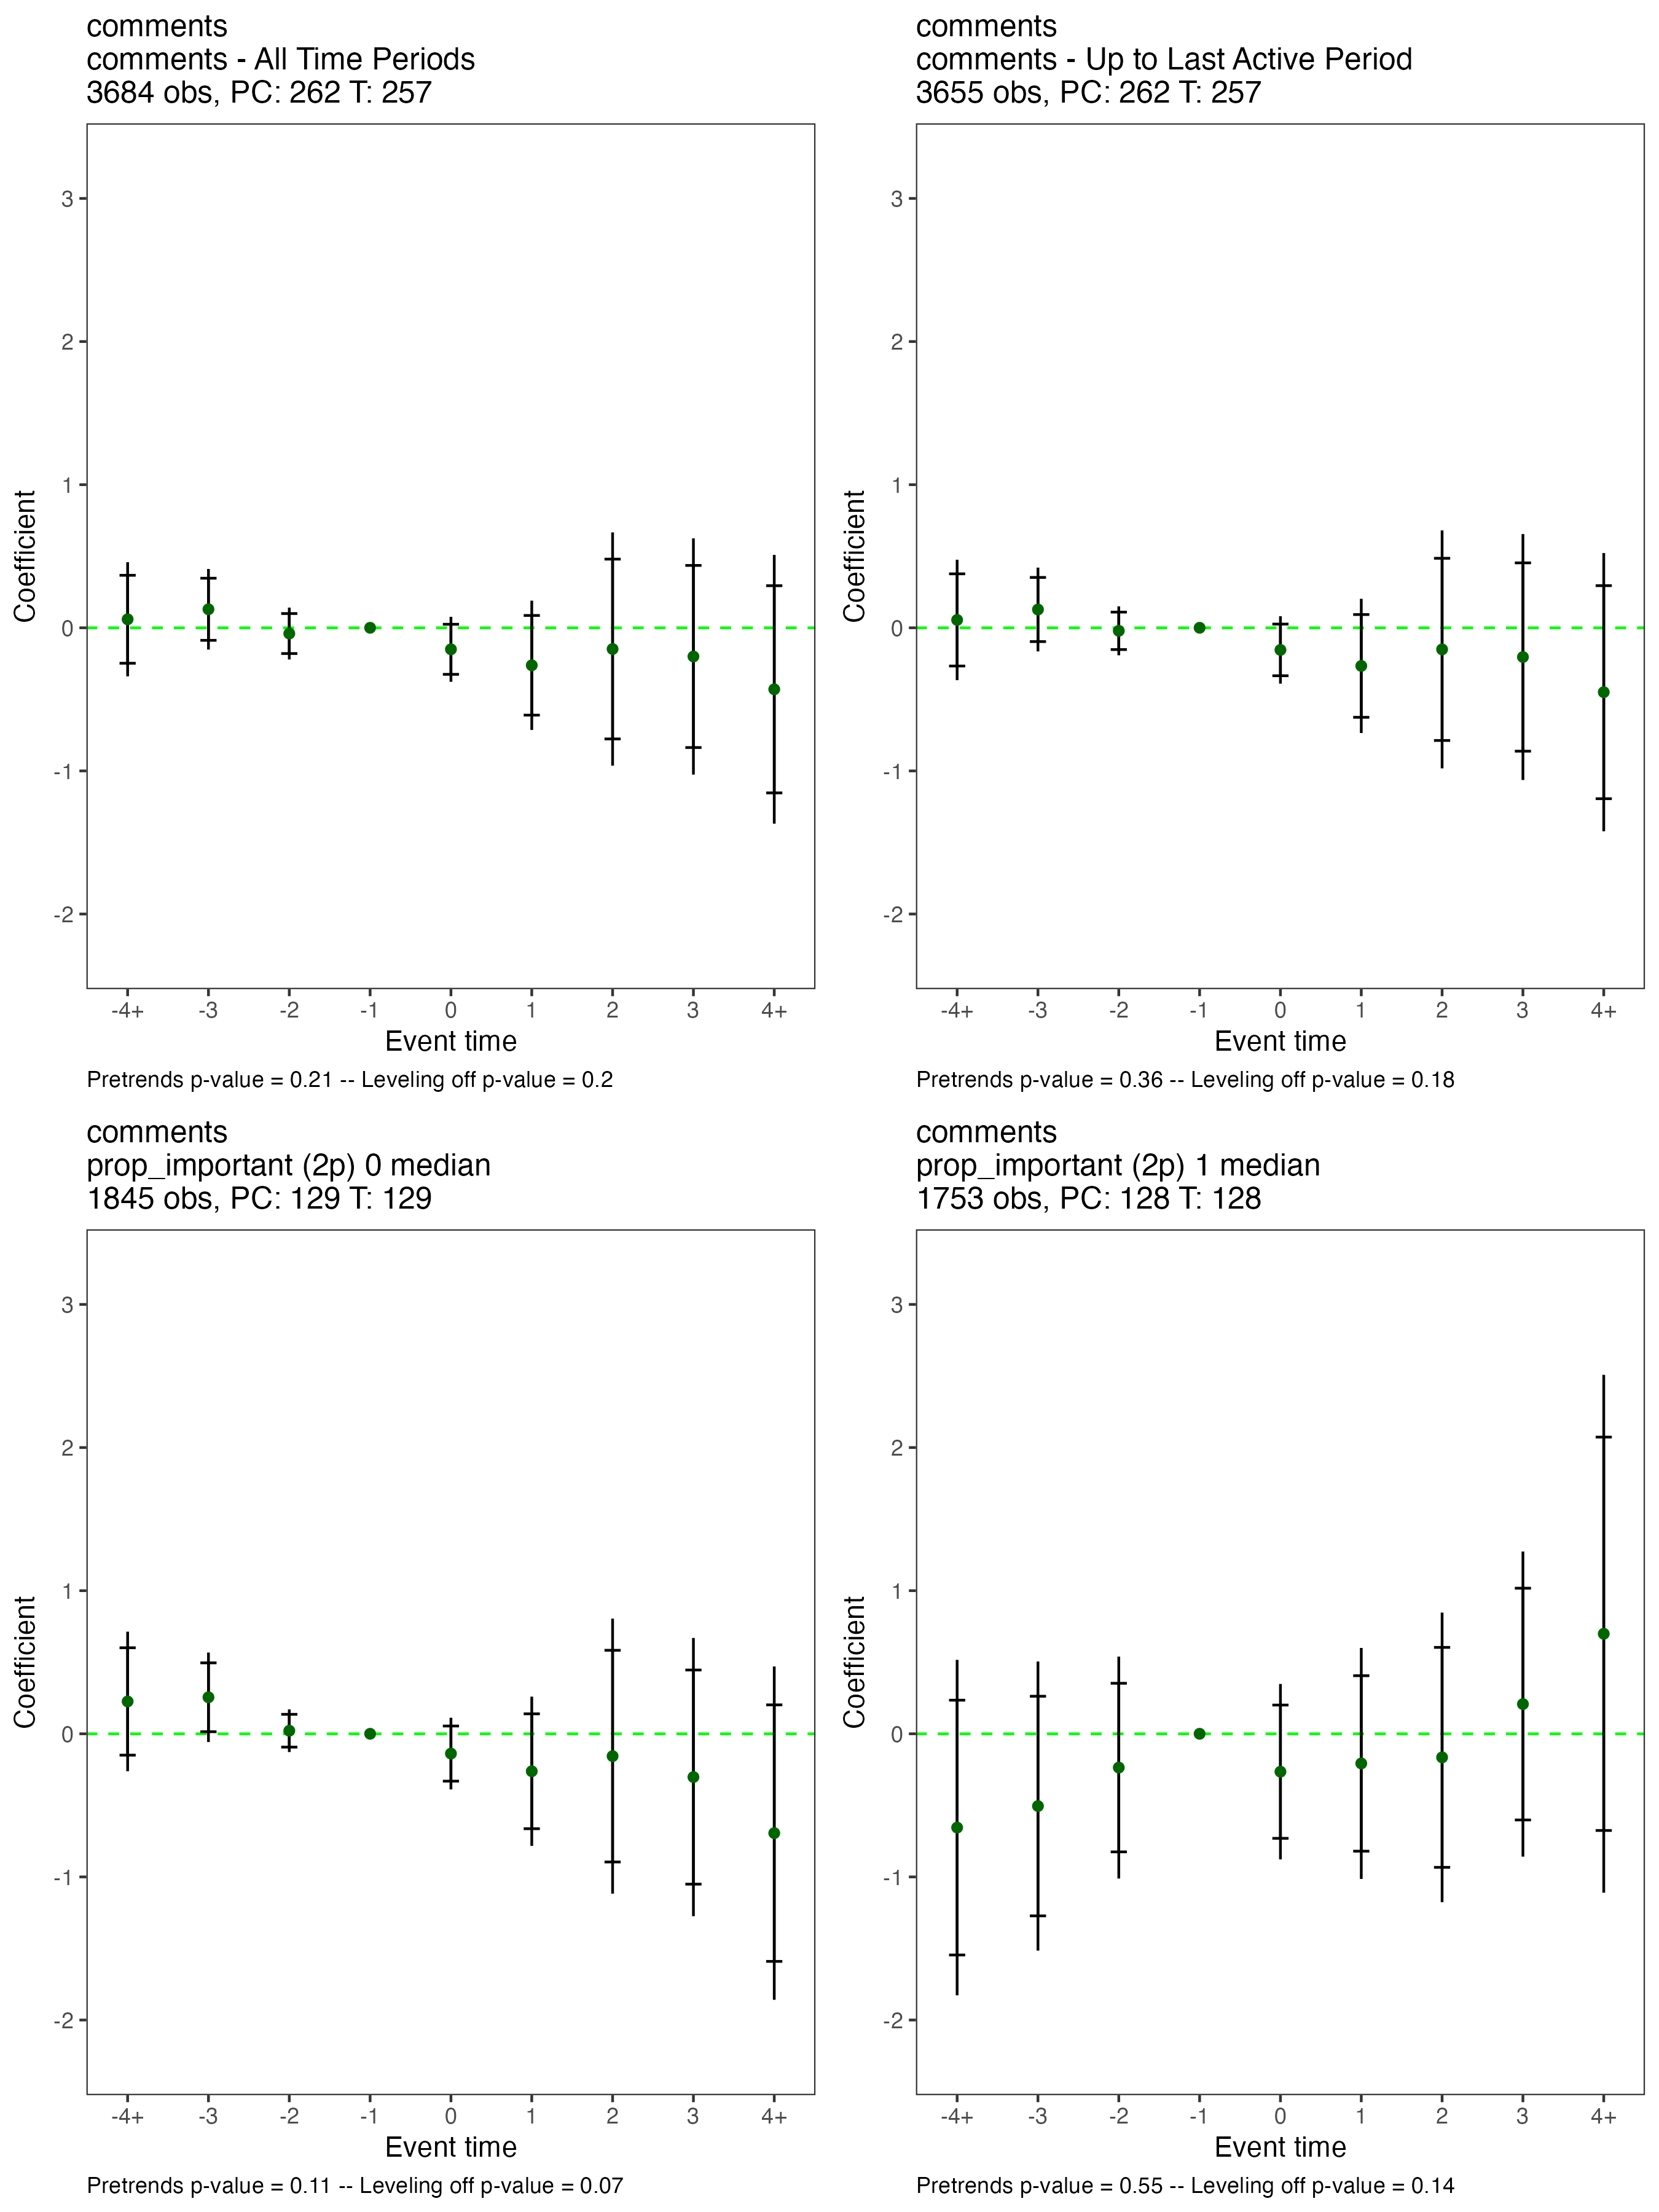 comments
comments - All Time Periods
3684 obs, PC: 262 T: 257
3
2
1
0
-1
-2
Coefficient
-4+ -3 -2 -1 0 1 2 3 4+
Event time
Pretrends p-value = 0.21 -- Leveling off p-value = 0.2
comments
comments - Up to Last Active Period
3655 obs, PC: 262 T: 257
3
2
1
0
-1
-2
Coefficient
-4+ -3 -2 -1 0 1 2 3 4+
Event time
Pretrends p-value = 0.36 -- Leveling off p-value = 0.18
comments
prop_important (2p) 0 median
1845 obs, PC: 129 T: 129
3
2
1
0
-1
-2
Coefficient
-4+ -3 -2 -1 0 1 2 3 4+
Event time
Pretrends p-value = 0.11 -- Leveling off p-value = 0.07
comments
prop_important (2p) 1 median
1753 obs, PC: 128 T: 128
3
2
1
0
-1
-2
Coefficient
-4+ -3 -2 -1 0 1 2 3 4+
Event time
Pretrends p-value = 0.55 -- Leveling off p-value = 0.14